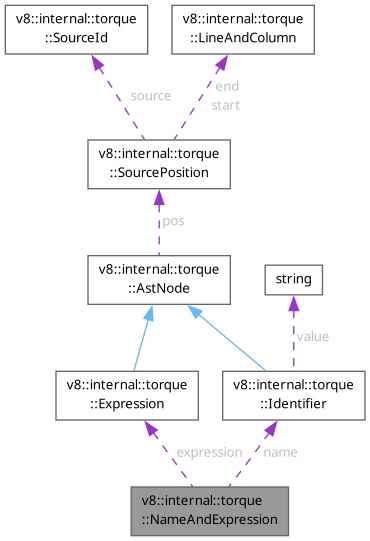 v8::internal::torque
::SourceId
v8::internal::torque
::LineAndColumn
source
end
start
v8::internal::torque
::SourcePosition
pos
v8::internal::torque
::AstNode
string
value
v8::internal::torque
::Expression
v8::internal::torque
::Identifier
expression
name
v8::internal::torque
::NameAndExpression